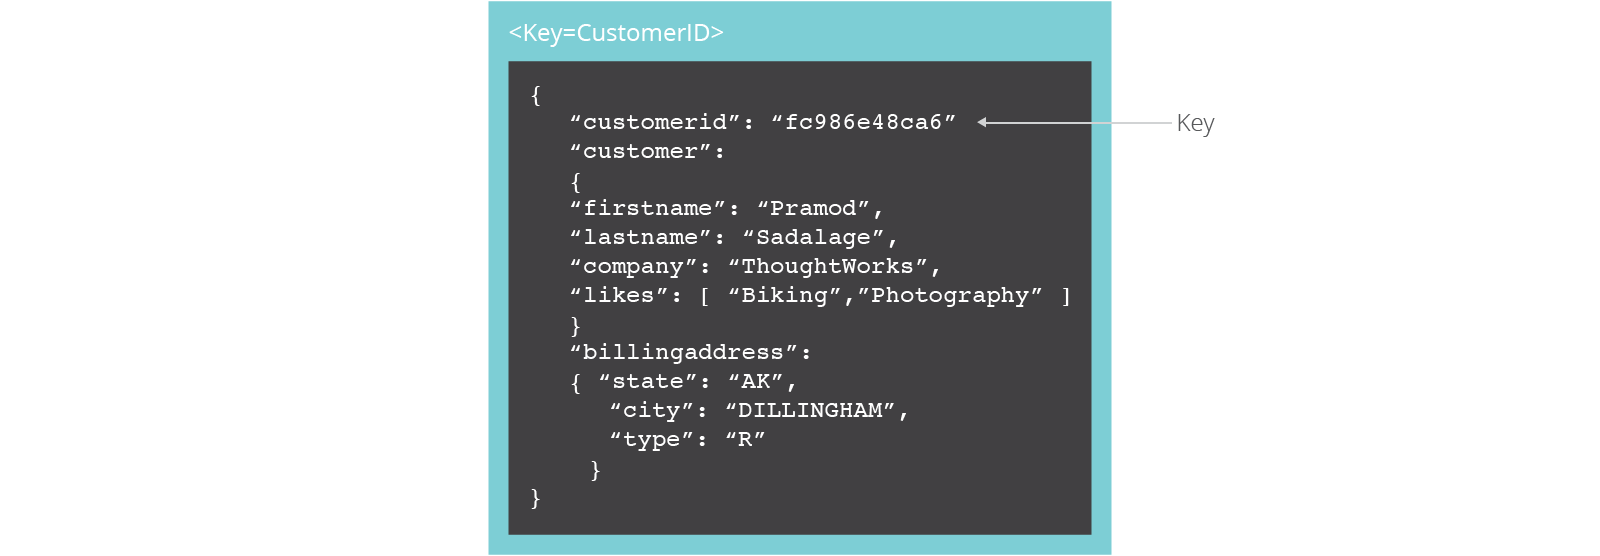 <Key=CustomerID>
{
“customerid”: “fc986e48ca6”
Key
“customer”:
{
“firstname”: “Pramod”,
“lastname”: “Sadalage”,
“company”: “ThoughtWorks”,
“likes”: [ “Biking”,”Photography” ]
}
“billingaddress”:
{ “state”: “AK”,
“city”: “DILLINGHAM”,
“type”: “R”
}
}